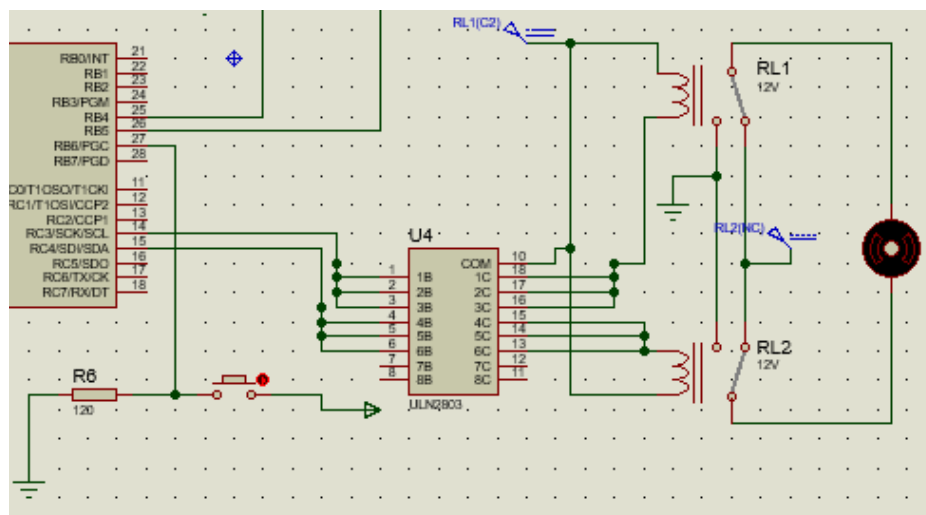 RL1(C2)
21
RB0/INT
22
RB1
23
RB2
24
RB3/PGM
25
RB4
26
RB5
27
RB6/PGC
28
RB7/PGD
11
C0/T1OSO/T1CKI
12
RC1/T1OSI/CCP2
13
RC2/CCP1
14
RC3/SCK/SCL
15
RC4/SDI/SDA
16
RC5/SDO
17
RC6/TX/CK
18
RC7/RX/DT
RL1
12V
RL2(NC)
U4
COM 10
1 1B 1C 18
2 2B 2C 17
3 3B 3C 16
4 4B 4C 15
5 5B 5C 14
6 6B 6C 13
7 7B 7C 12
8 8B 8C 11
ULN2803
RL2
12V
R6
120